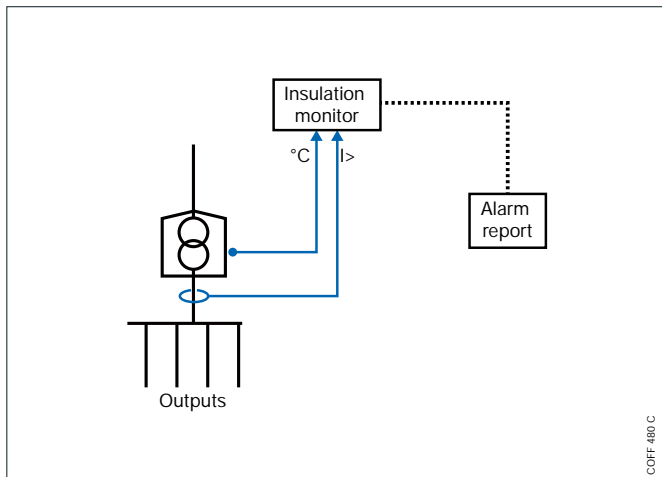 Insulation
monitor
°C
I>
Alarm
report
Outputs
COFF 480 C